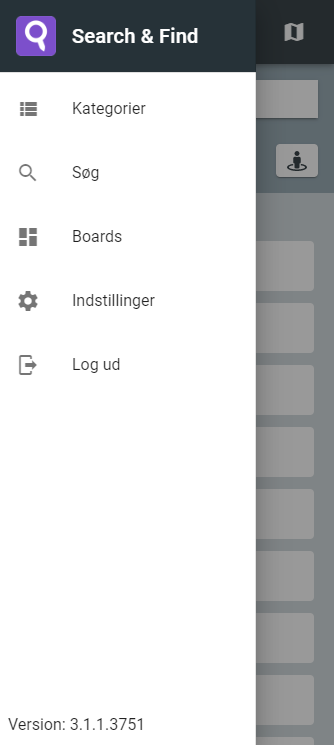 Search & Find
Kategorier
Søg
Boards
Indstillinger
Log ud
Version: 3.1.1.3751